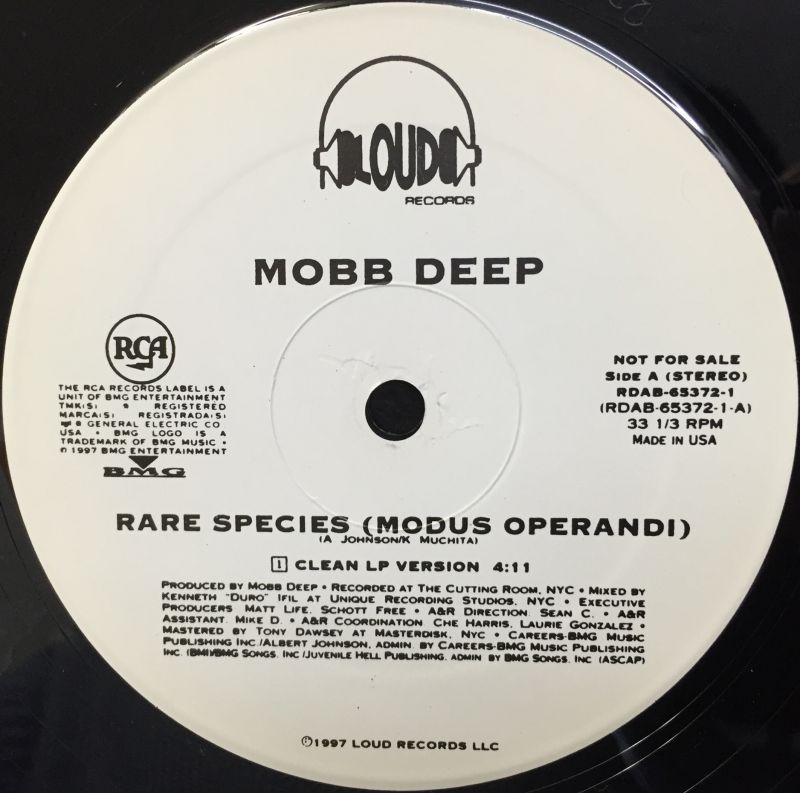 LOUD
RECORDS
MOBB DEEP
RCA
THE RCA RECORDS LABEL IS A
UNIT OF BMG ENTERTAINMENT
TMK(S) ® REGISTERED
MARCA(S) REGISTRADA(S)
GENERAL ELECTRIC CO
USA • BMG LOGO IS A
TRADEMARK OF BMG MUSIC •
℗ 1997 BMG ENTERTAINMENT
BMG
NOT FOR SALE
SIDE A (STEREO)
RDAB-65372-1
(RDAB-65372-1-A)
33 1/3 RPM
MADE IN USA
RARE SPECIES (MODUS OPERANDI)
(A JOHNSON/K MUCHITA)
1 CLEAN LP VERSION 4:11
PRODUCED BY MOBB DEEP • RECORDED AT THE CUTTING ROOM, NYC • MIXED BY
KENNETH "DURO" IFIL AT UNIQUE RECORDING STUDIOS, NYC • EXECUTIVE
PRODUCERS MATT LIFE, SCHOTT FREE • A&R DIRECTION SEAN C. • A&R
ASSISTANT. MIKE D. • A&R COORDINATION CHE HARRIS, LAURIE GONZALEZ •
MASTERED BY TONY DAWSEY AT MASTERDISK, NYC • CAREERS-BMG MUSIC
PUBLISHING INC./ALBERT JOHNSON, ADMIN. BY CAREERS-BMG MUSIC PUBLISHING
INC. (BMI)/BMG SONGS, INC /JUVENILE HELL PUBLISHING, ADMIN BY BMG SONGS, INC (ASCAP)
℗1997 LOUD RECORDS LLC